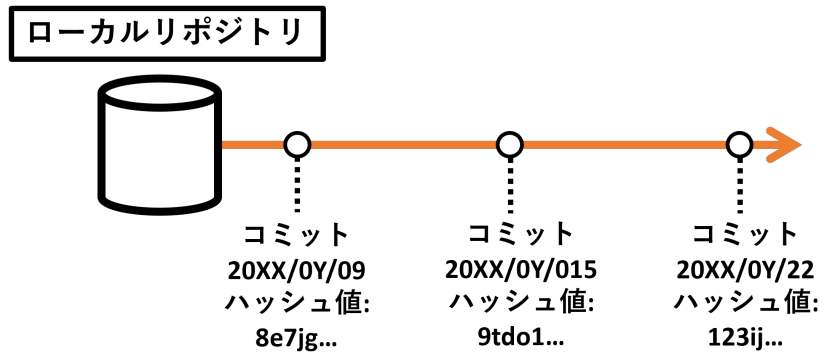 ローカルリポジトリ
コミット
20XX/0Y/09
ハッシュ値:
8e7jg...
コミット
20XX/0Y/015
ハッシュ値:
9tdo1...
コミット
20XX/0Y/22
ハッシュ値:
123ij...